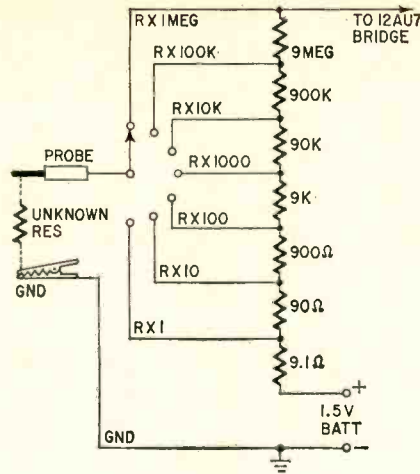 RX1MEG
TO 12AU7
BRIDGE
RX100K
9MEG
RX10K
900K
PROBE
RX1000
90K
UNKNOWN
RES
RX100
9K
GND
RX10
900Ω
RX1
90Ω
9.1Ω
+
1.5V
BATT
GND
−